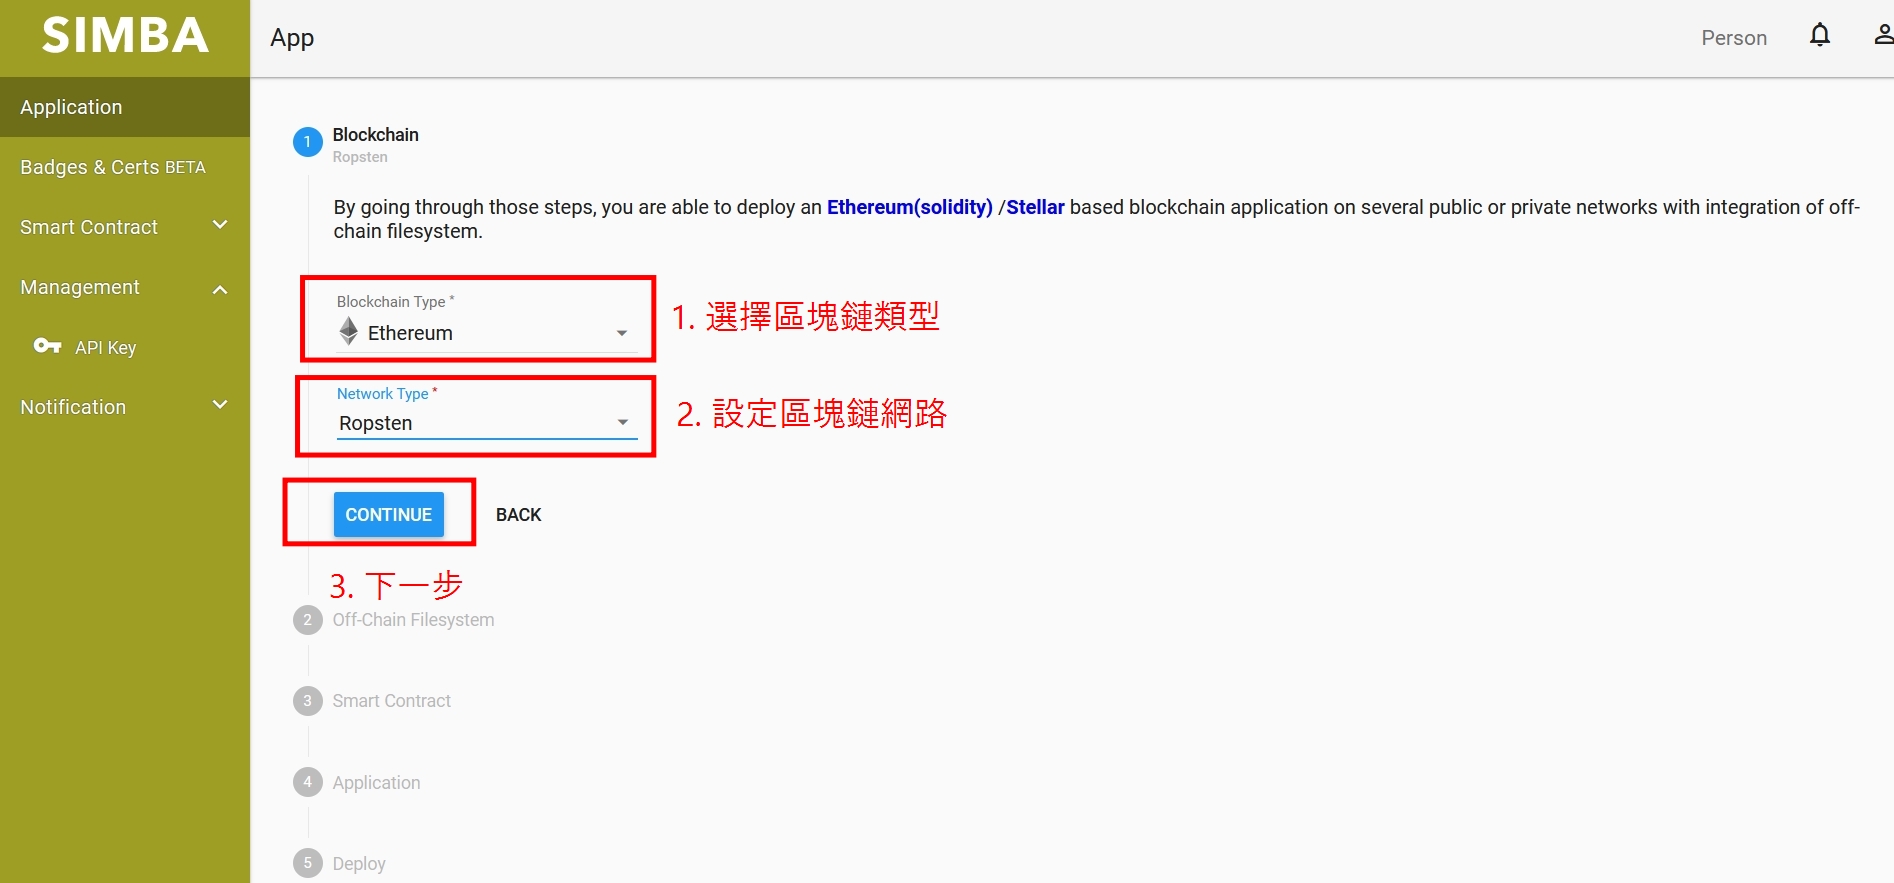 SIMBA
App
Person
Application
Badges & Certs BETA
Smart Contract
Management
API Key
Notification
1
Blockchain
Ropsten
By going through those steps, you are able to deploy an Ethereum(solidity) /Stellar based blockchain application on several public or private networks with integration of off-
chain filesystem.
Blockchain Type *
Ethereum
1. 選擇區塊鏈類型
Network Type *
Ropsten
2. 設定區塊鏈網路
CONTINUE
BACK
3. 下一步
2 Off-Chain Filesystem
3 Smart Contract
4 Application
5 Deploy